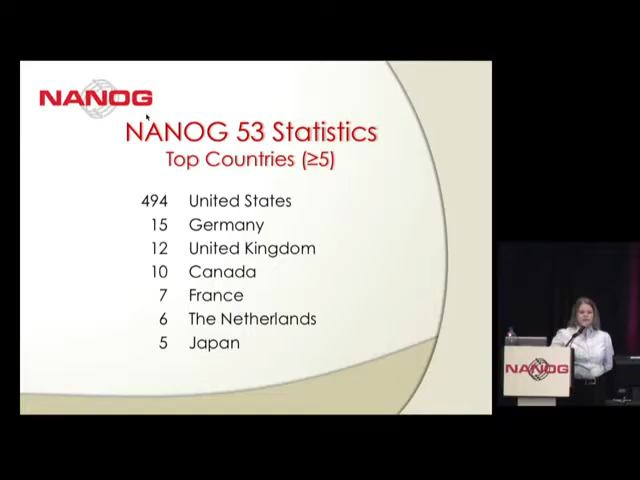 NANOG
NANOG 53 Statistics
Top Countries (≥5)
494 United States
15 Germany
12 United Kingdom
10 Canada
7 France
6 The Netherlands
5 Japan
NANOG